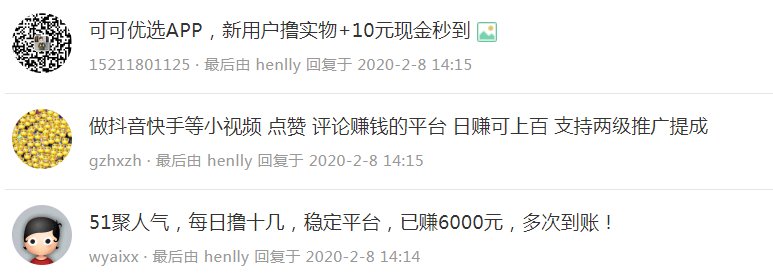 可可优选APP，新用户撸实物+10元现金秒到
15211801125 · 最后由 henlly 回复于 2020-2-8 14:15
做抖音快手等小视频 点赞 评论赚钱的平台 日赚可上百 支持两级推广提成
gzhxzh · 最后由 henlly 回复于 2020-2-8 14:15
51聚人气，每日撸十几，稳定平台，已赚6000元，多次到账！
wyaixx · 最后由 henlly 回复于 2020-2-8 14:14